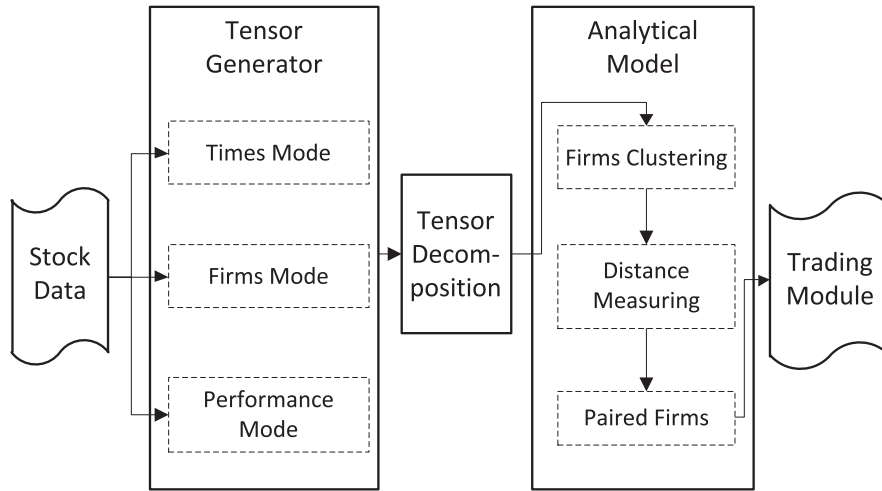 Stock
Data
Tensor
Generator
Times Mode
Firms Mode
Performance
Mode
Tensor
Decom-
position
Analytical
Model
Firms Clustering
Distance
Measuring
Paired Firms
Trading
Module